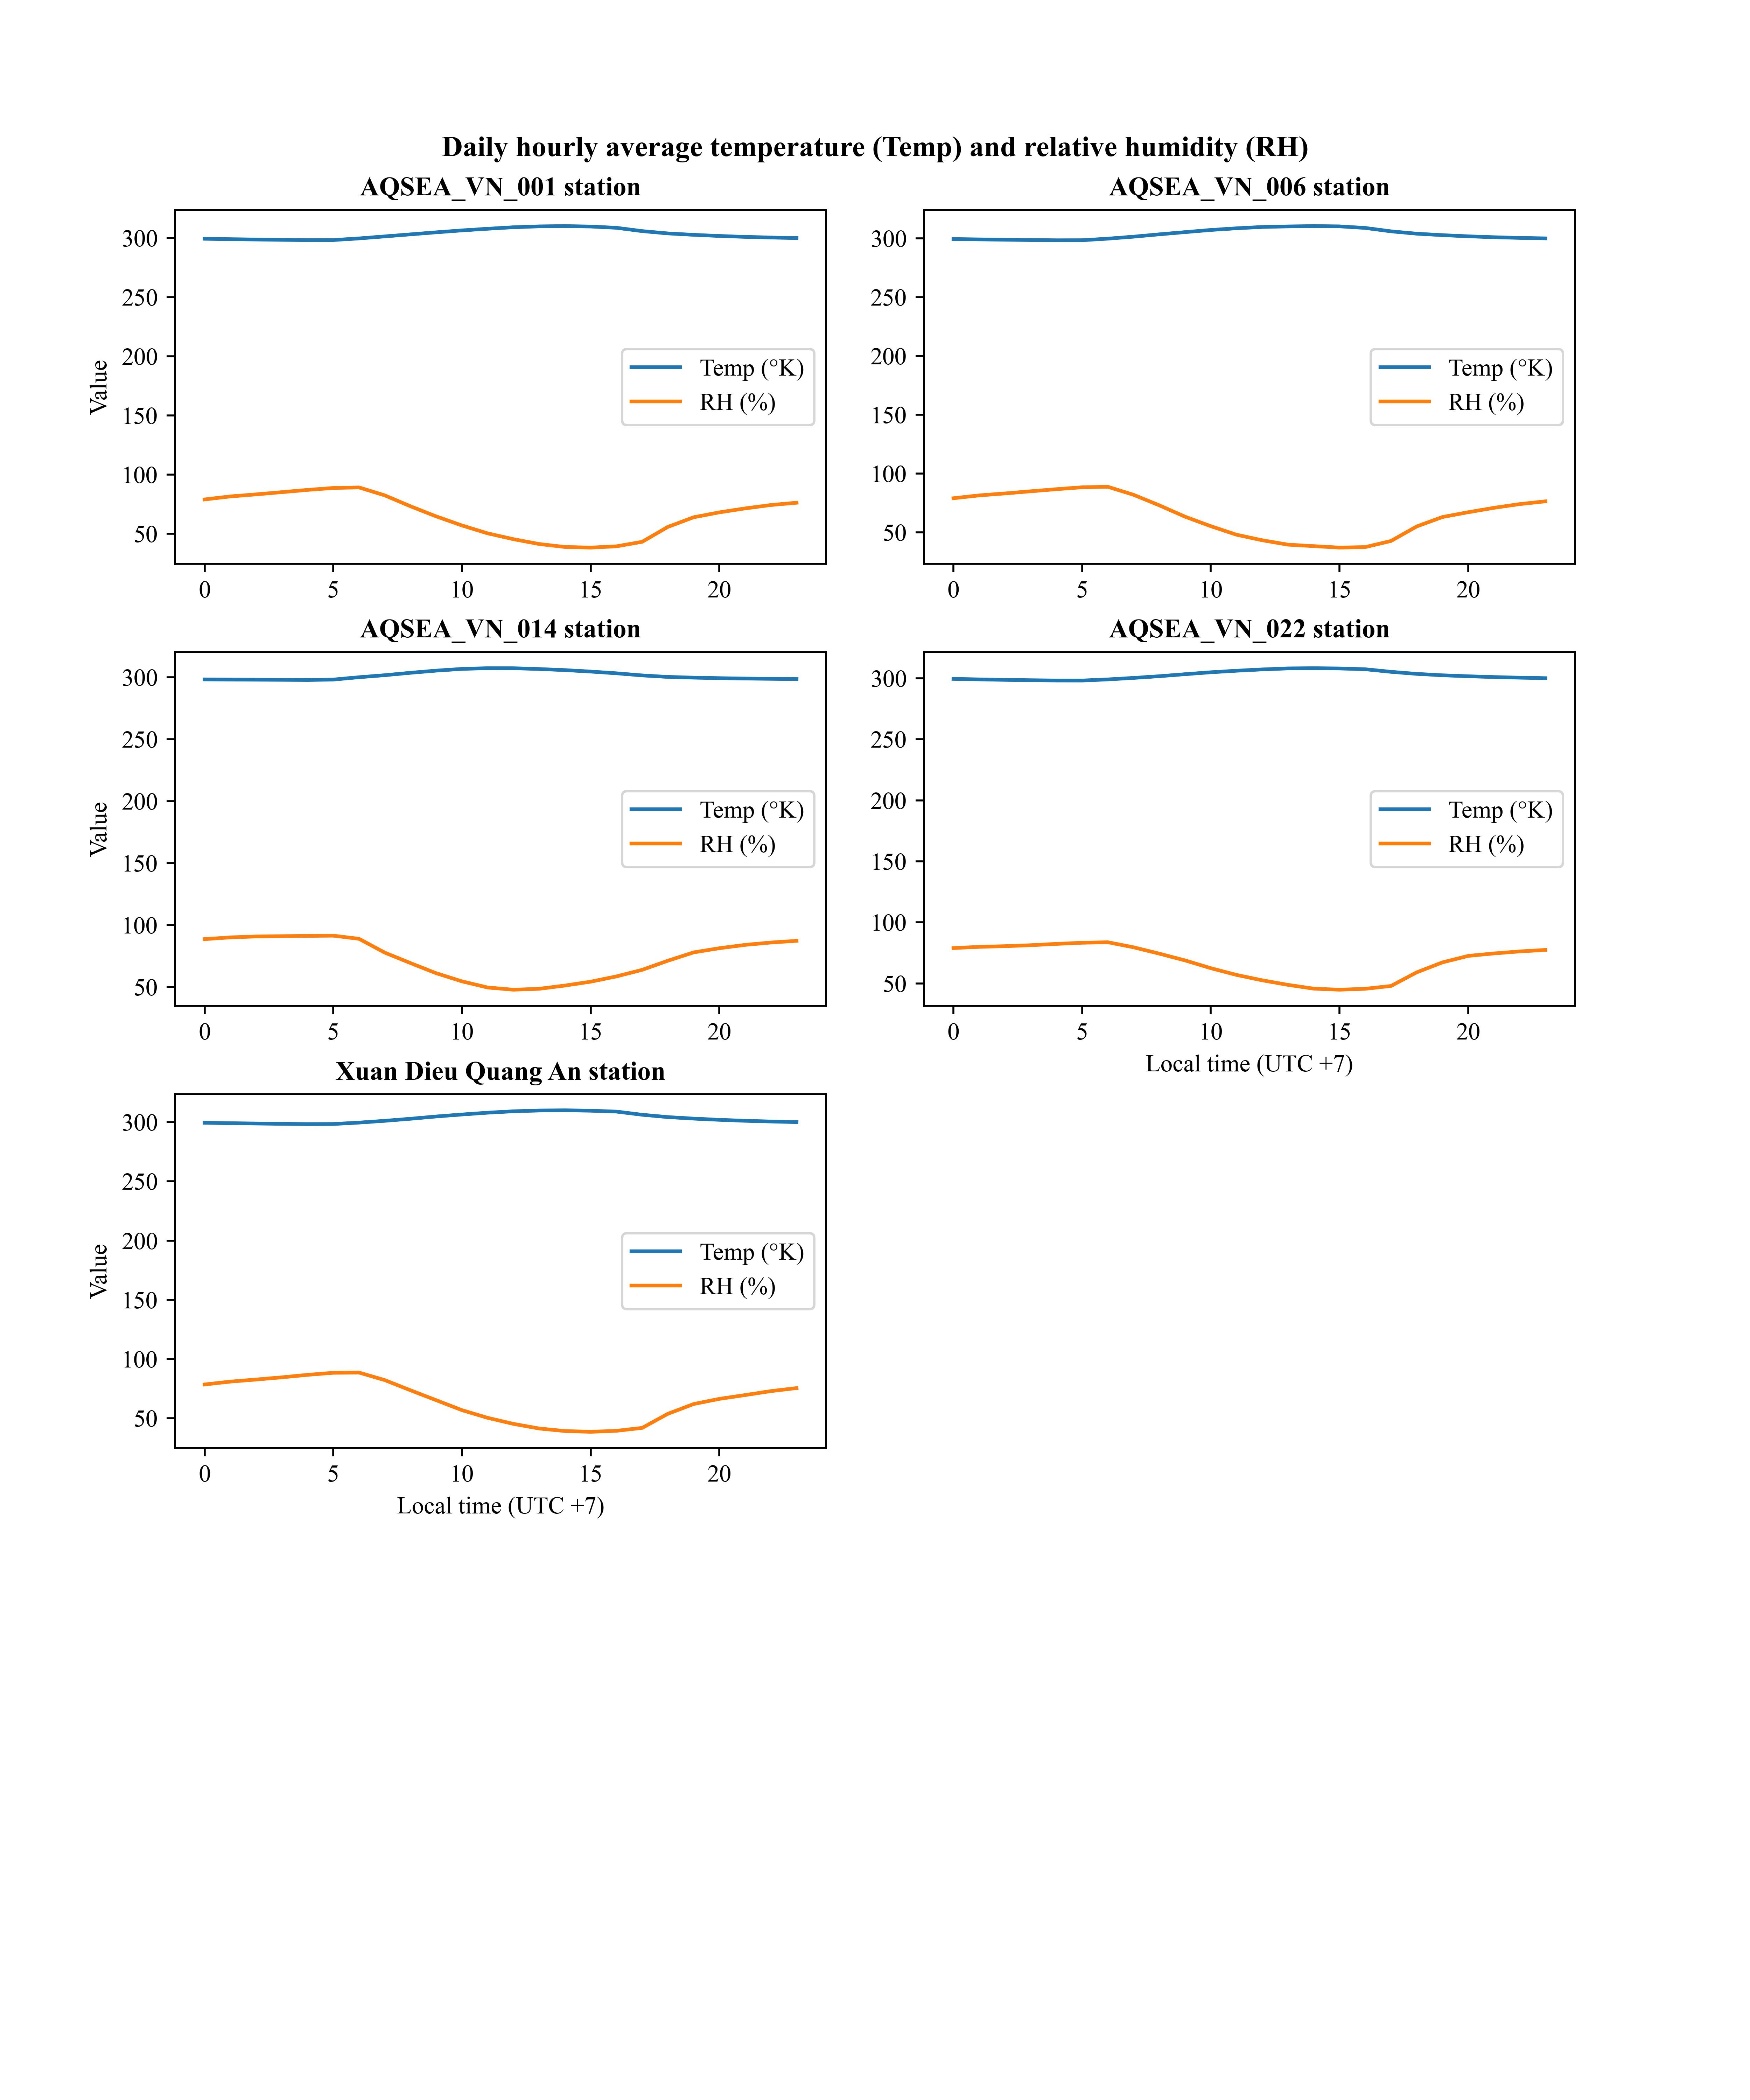 Daily hourly average temperature (Temp) and relative humidity (RH)
AQSEA_VN_001 station
300
250
200
150
100
50
Value
Temp (°K)
RH (%)
0 5 10 15 20
AQSEA_VN_006 station
300
250
200
150
100
50
Temp (°K)
RH (%)
0 5 10 15 20
AQSEA_VN_014 station
300
250
200
150
100
50
Value
Temp (°K)
RH (%)
0 5 10 15 20
AQSEA_VN_022 station
300
250
200
150
100
50
Temp (°K)
RH (%)
0 5 10 15 20
Local time (UTC +7)
Xuan Dieu Quang An station
300
250
200
150
100
50
Value
Temp (°K)
RH (%)
0 5 10 15 20
Local time (UTC +7)